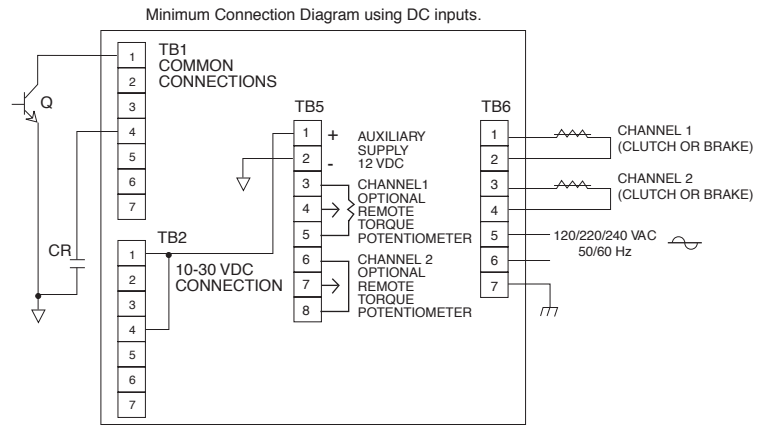 Minimum Connection Diagram using DC inputs.
TB1
COMMON
CONNECTIONS
1
2
3
4
5
6
7
Q
CR
TB2
10-30 VDC
CONNECTION
1
2
3
4
5
6
7
TB5
1
2
3
4
5
6
7
8
+
-
AUXILIARY
SUPPLY
12 VDC
CHANNEL1
OPTIONAL
REMOTE
TORQUE
POTENTIOMETER
CHANNEL 2
OPTIONAL
REMOTE
TORQUE
POTENTIOMETER
TB6
1
2
3
4
5
6
7
CHANNEL 1
(CLUTCH OR BRAKE)
CHANNEL 2
(CLUTCH OR BRAKE)
120/220/240 VAC
50/60 Hz